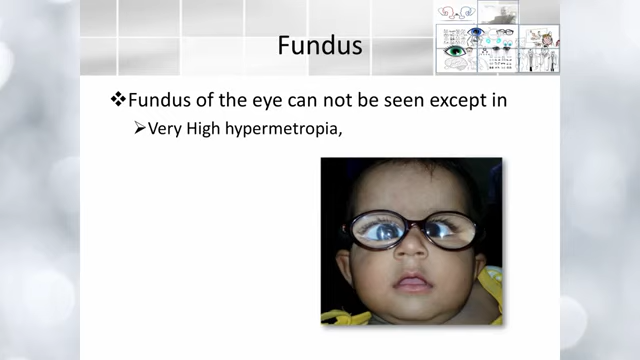 Fundus
❖Fundus of the eye can not be seen except in
➢Very High hypermetropia,